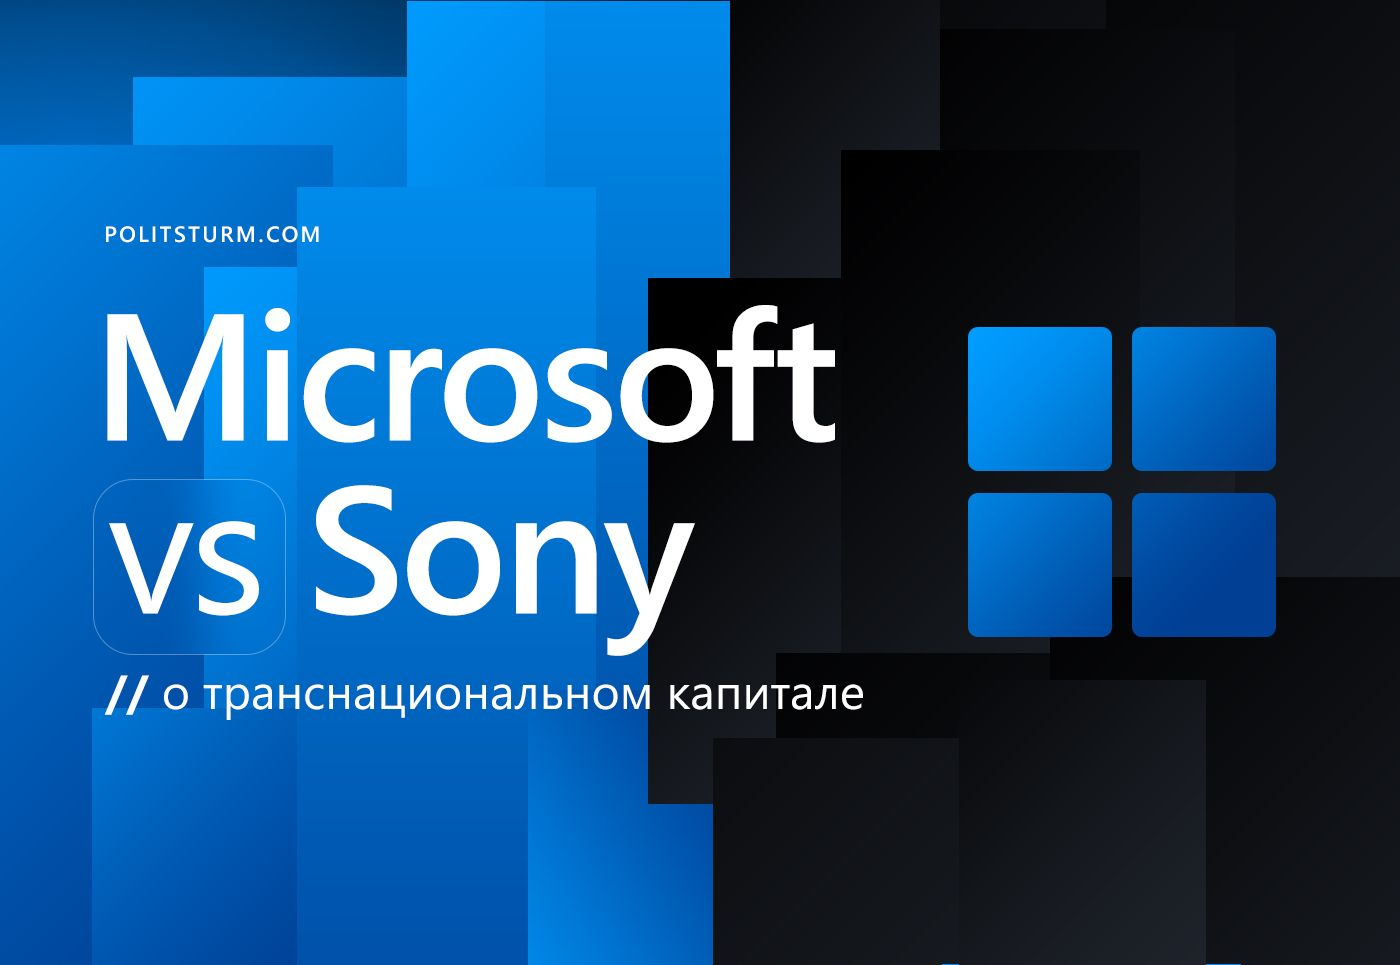 POLITSTURM.COM
Microsoft
vs Sony
// о транснациональном капитале